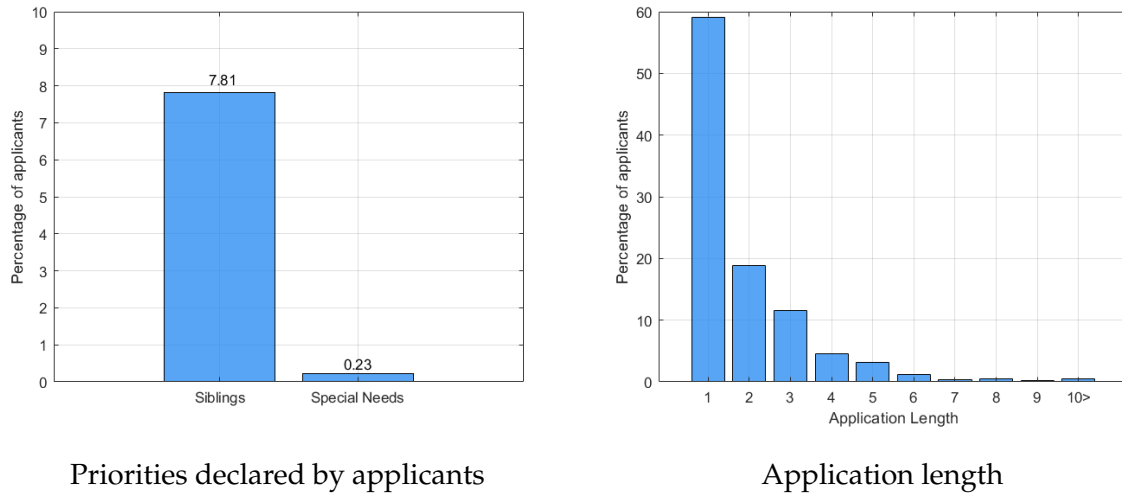 10
9
8
7
6
5
4
3
2
1
0
Percentage of applicants
7.81
0.23
Siblings Special Needs
Priorities declared by applicants
60
50
40
30
20
10
0
Percentage of applicants
1 2 3 4 5 6 7 8 9 10>
Application Length
Application length